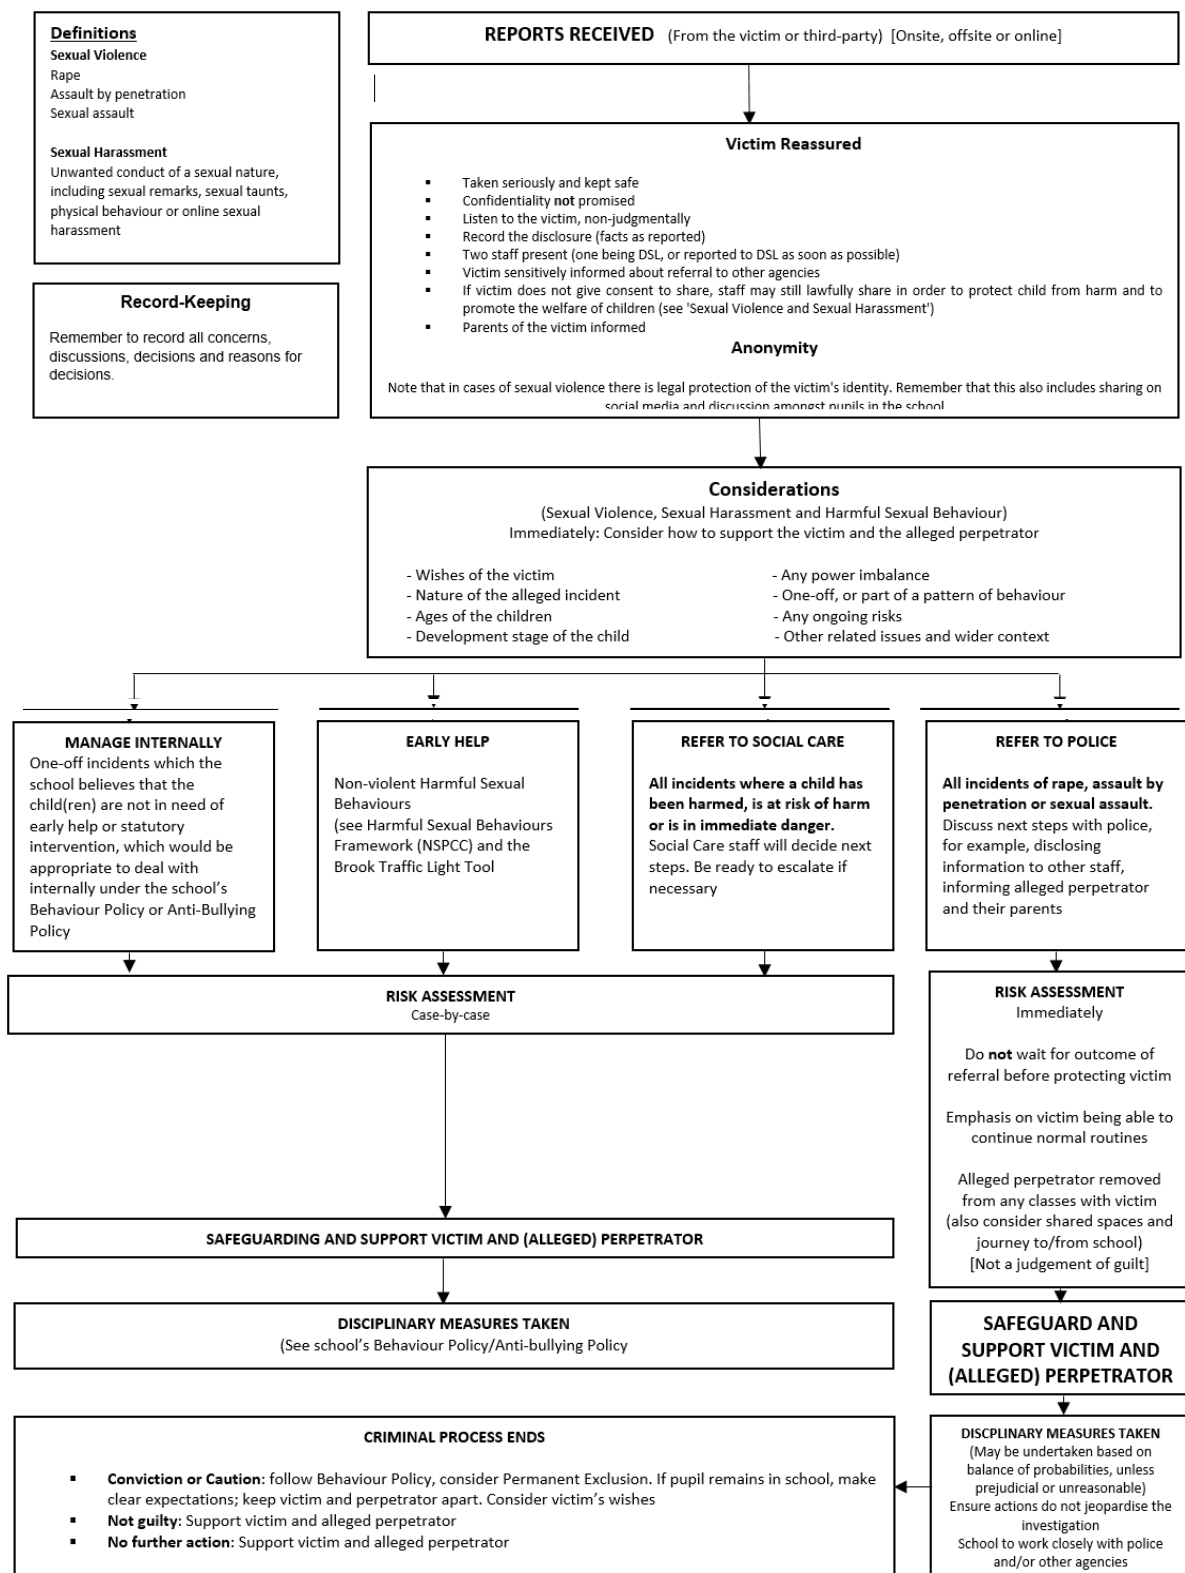 Definitions
Sexual Violence
Rape
Assault by penetration
Sexual assault
Sexual Harassment
Unwanted conduct of a sexual nature,
including sexual remarks, sexual taunts,
physical behaviour or online sexual
harassment
Record-Keeping
Remember to record all concerns,
discussions, decisions and reasons for
decisions.
REPORTS RECEIVED (From the victim or third-party) [Onsite, offsite or online]
Victim Reassured
▪ Taken seriously and kept safe
▪ Confidentiality not promised
▪ Listen to the victim, non-judgmentally
▪ Record the disclosure (facts as reported)
▪ Two staff present (one being DSL, or reported to DSL as soon as possible)
▪ Victim sensitively informed about referral to other agencies
▪ If victim does not give consent to share, staff may still lawfully share in order to protect child from harm and to
promote the welfare of children (see 'Sexual Violence and Sexual Harassment')
▪ Parents of the victim informed
Anonymity
Note that in cases of sexual violence there is legal protection of the victim's identity. Remember that this also includes sharing on
social media and discussion amongst pupils in the school
Considerations
(Sexual Violence, Sexual Harassment and Harmful Sexual Behaviour)
Immediately: Consider how to support the victim and the alleged perpetrator
- Wishes of the victim
- Nature of the alleged incident
- Ages of the children
- Development stage of the child
- Any power imbalance
- One-off, or part of a pattern of behaviour
- Any ongoing risks
- Other related issues and wider context
MANAGE INTERNALLY
One-off incidents which the
school believes that the
child(ren) are not in need of
early help or statutory
intervention, which would be
appropriate to deal with
internally under the school's
Behaviour Policy or Anti-Bullying
Policy
EARLY HELP
Non-violent Harmful Sexual
Behaviours
(see Harmful Sexual Behaviours
Framework (NSPCC) and the
Brook Traffic Light Tool
REFER TO SOCIAL CARE
All incidents where a child has
been harmed, is at risk of harm
or is in immediate danger.
Social Care staff will decide next
steps. Be ready to escalate if
necessary
REFER TO POLICE
All incidents of rape, assault by
penetration or sexual assault.
Discuss next steps with police,
for example, disclosing
information to other staff,
informing alleged perpetrator
and their parents
RISK ASSESSMENT
Case-by-case
RISK ASSESSMENT
Immediately
Do not wait for outcome of
referral before protecting victim
Emphasis on victim being able to
continue normal routines
Alleged perpetrator removed
from any classes with victim
(also consider shared spaces and
journey to/from school)
[Not a judgement of guilt]
SAFEGUARDING AND SUPPORT VICTIM AND (ALLEGED) PERPETRATOR
DISCIPLINARY MEASURES TAKEN
(See school's Behaviour Policy/Anti-bullying Policy
SAFEGUARD AND
SUPPORT VICTIM AND
(ALLEGED) PERPETRATOR
DISCPLINARY MEASURES TAKEN
(May be undertaken based on
balance of probabilities, unless
prejudicial or unreasonable)
Ensure actions do not jeopardise the
investigation
School to work closely with police
and/or other agencies
CRIMINAL PROCESS ENDS
▪ Conviction or Caution: follow Behaviour Policy, consider Permanent Exclusion. If pupil remains in school, make
clear expectations; keep victim and perpetrator apart. Consider victim's wishes
▪ Not guilty: Support victim and alleged perpetrator
▪ No further action: Support victim and alleged perpetrator